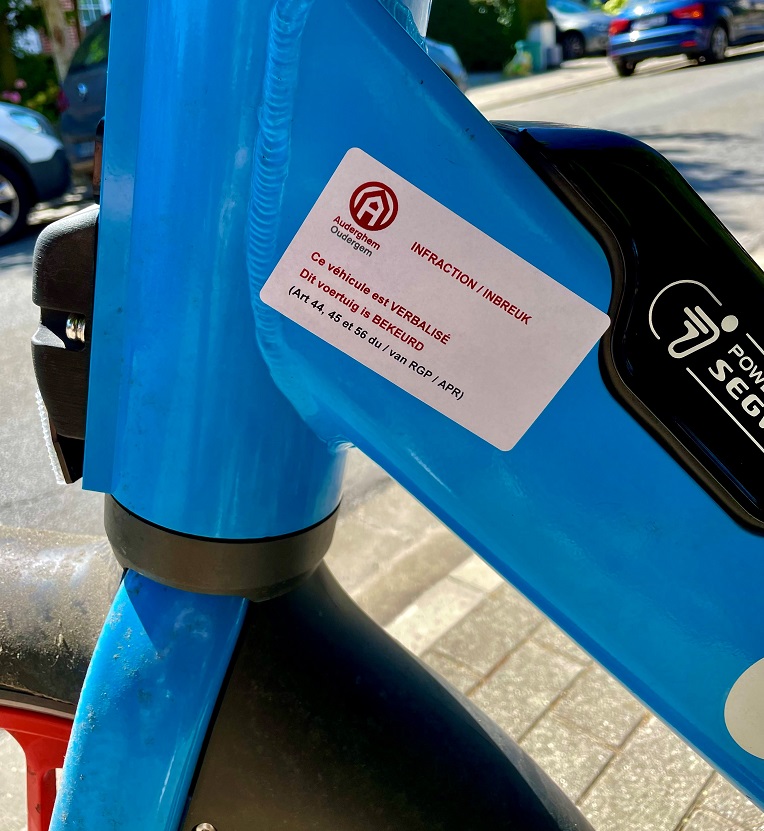 Auderghem
Oudergem
INFRACTION / INBREUK
Ce véhicule est VERBALISÉ
Dit voertuig is BEKEURD
(Art 44, 45 et 56 du / van RGP / APR)